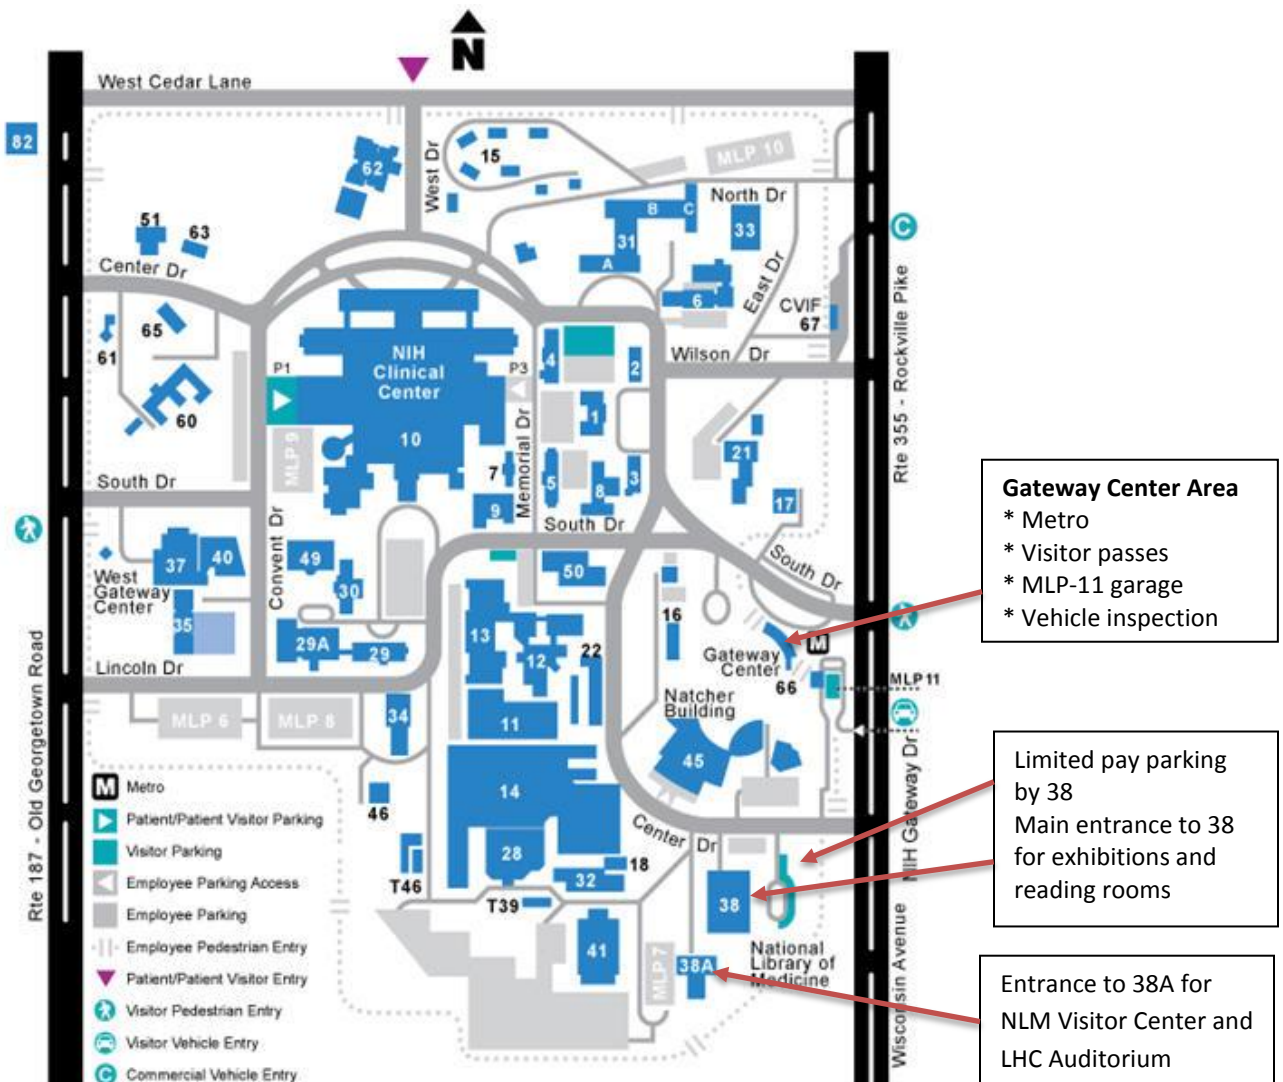 N
West Cedar Lane
82
62
West Dr
15
MLP 10
North Dr
B
C
33
31
A
51
63
Center Dr
C
East Dr
6
CVIF
67
65
61
NIH
Clinical
Center
P1
P3
4
2
Wilson Dr
Rte 355 - Rockville Pike
60
10
MLP 9
Memorial Dr
1
21
7
5
8
3
9
17
South Dr
South Dr
South Dr
Convent Dr
37
40
49
50
30
West
Gateway
Center
35
16
13
12
22
29A
29
Gateway
Center
M
66
MLP 11
Lincoln Dr
Natcher
Building
MLP 6
MLP 8
34
11
45
NIH Gateway Dr
Rte 187 - Old Georgetown Road
14
46
Center Dr
28
18
T46
32
T39
38
41
MLP 7
38A
National
Library of
Medicine
Wisconsin Avenue
M Metro
Patient/Patient Visitor Parking
Visitor Parking
Employee Parking Access
Employee Parking
Employee Pedestrian Entry
Patient/Patient Visitor Entry
Visitor Pedestrian Entry
Visitor Vehicle Entry
C Commercial Vehicle Entry
Gateway Center Area
* Metro
* Visitor passes
* MLP-11 garage
* Vehicle inspection
Limited pay parking
by 38
Main entrance to 38
for exhibitions and
reading rooms
Entrance to 38A for
NLM Visitor Center and
LHC Auditorium